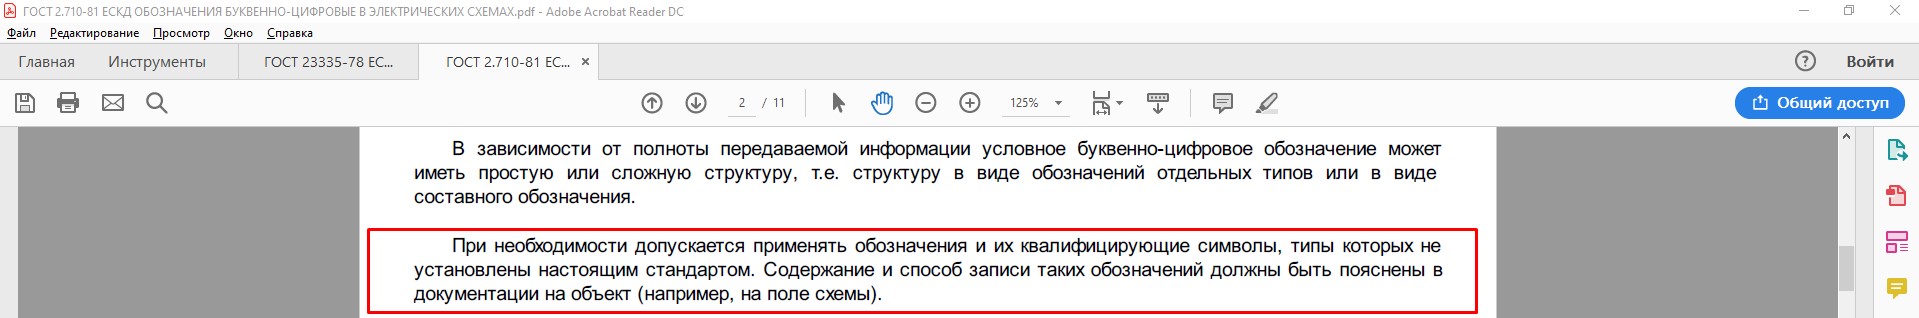 ГОСТ 2.710-81 ЕСКД ОБОЗНАЧЕНИЯ БУКВЕННО-ЦИФРОВЫЕ В ЭЛЕКТРИЧЕСКИХ СХЕМАХ.pdf - Adobe Acrobat Reader DC
Файл Редактирование Просмотр Окно Справка
Главная Инструменты ГОСТ 23335-78 ЕС... ГОСТ 2.710-81 ЕС... × ? Войти
2 / 11 125% Общий доступ
В зависимости от полноты передаваемой информации условное буквенно-цифровое обозначение может
иметь простую или сложную структуру, т.е. структуру в виде обозначений отдельных типов или в виде
составного обозначения.
При необходимости допускается применять обозначения и их квалифицирующие символы, типы которых не
установлены настоящим стандартом. Содержание и способ записи таких обозначений должны быть пояснены в
документации на объект (например, на поле схемы).